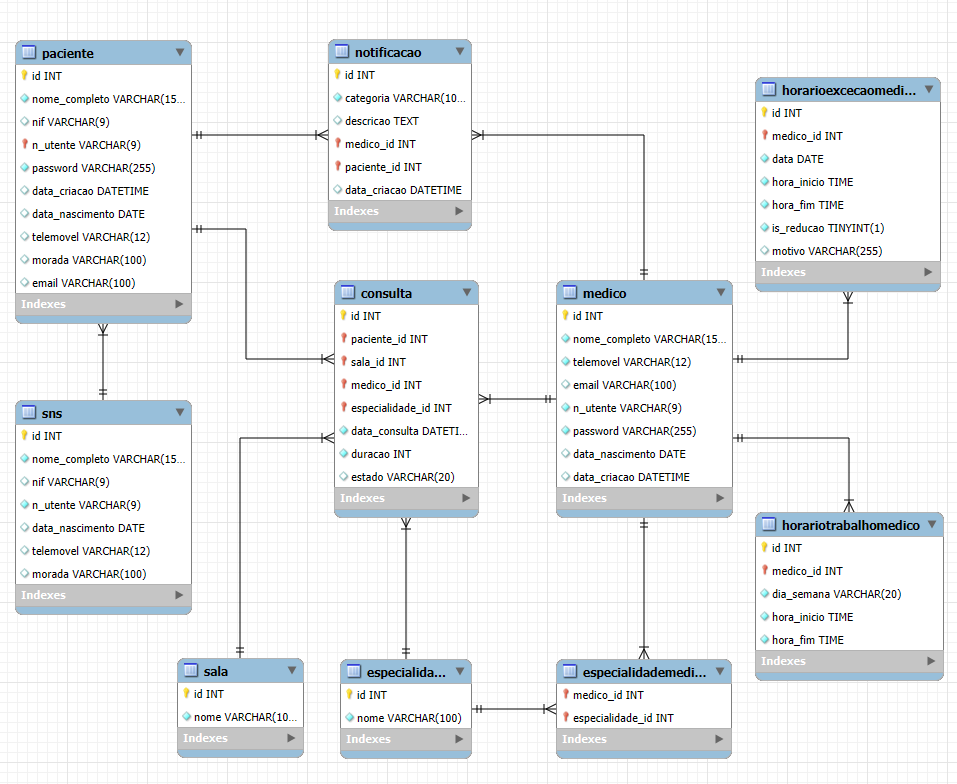 paciente
id INT
nome_completo VARCHAR(15...
nif VARCHAR(9)
n_utente VARCHAR(9)
password VARCHAR(255)
data_criacao DATETIME
data_nascimento DATE
telemovel VARCHAR(12)
morada VARCHAR(100)
email VARCHAR(100)
Indexes
notificacao
id INT
categoria VARCHAR(10...
descricao TEXT
medico_id INT
paciente_id INT
data_criacao DATETIME
Indexes
horarioexcecaomedi...
id INT
medico_id INT
data DATE
hora_inicio TIME
hora_fim TIME
is_reducao TINYINT(1)
motivo VARCHAR(255)
Indexes
consulta
id INT
paciente_id INT
sala_id INT
medico_id INT
especialidade_id INT
data_consulta DATETI...
duracao INT
estado VARCHAR(20)
Indexes
medico
id INT
nome_completo VARCHAR(15...
telemovel VARCHAR(12)
email VARCHAR(100)
n_utente VARCHAR(9)
password VARCHAR(255)
data_nascimento DATE
data_criacao DATETIME
Indexes
sns
id INT
nome_completo VARCHAR(15...
nif VARCHAR(9)
n_utente VARCHAR(9)
data_nascimento DATE
telemovel VARCHAR(12)
morada VARCHAR(100)
Indexes
horariotrabalhomedico
id INT
medico_id INT
dia_semana VARCHAR(20)
hora_inicio TIME
hora_fim TIME
Indexes
sala
id INT
nome VARCHAR(10...
Indexes
especialida...
id INT
nome VARCHAR(100)
Indexes
especialidademedi...
medico_id INT
especialidade_id INT
Indexes